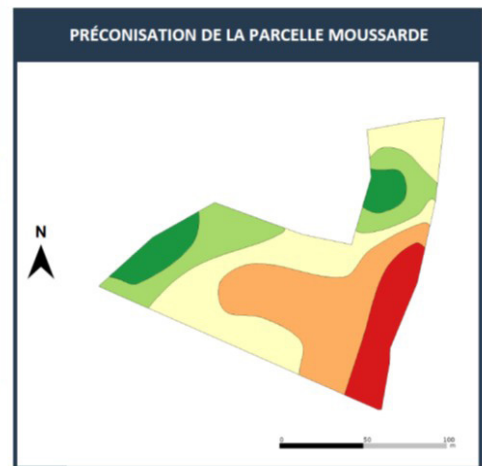 PRÉCONISATION DE LA PARCELLE MOUSSARDE
N
0 50 100
m